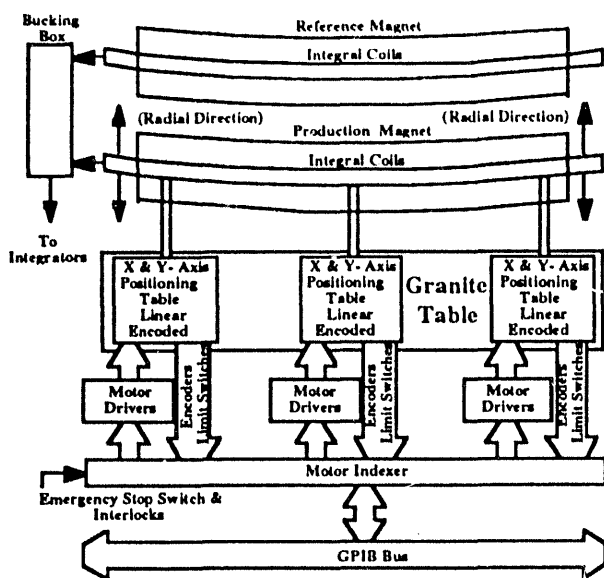 Bucking
Box
Reference Magnet
Integral Coils
(Radial Direction)
(Radial Direction)
Production Magnet
Integral Coils
To
Integrators
X & Y- Axis
Positioning
Table
Linear
Encoded
X & Y- Axis
Positioning
Table
Linear
Encoded
Granite
Table
X & Y- Axis
Positioning
Table
Linear
Encoded
Motor
Drivers
Encoders
Limit Switches
Motor
Drivers
Encoders
Limit Switches
Motor
Drivers
Encoders
Limit Switches
Motor Indexer
Emergency Stop Switch &
Interlocks
GPIB Bus